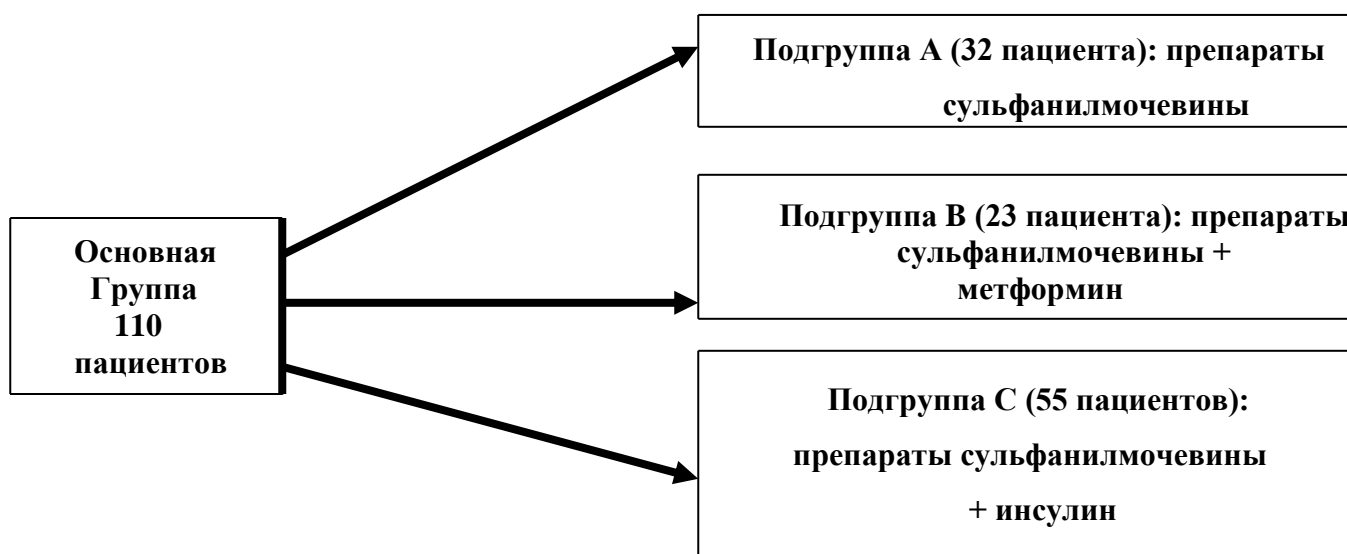 Основная
Группа
110
пациентов
Подгруппа А (32 пациента): препараты
сульфанилмочевины
Подгруппа В (23 пациента): препараты
сульфанилмочевины +
метформин
Подгруппа С (55 пациентов):
препараты сульфанилмочевины
+ инсулин